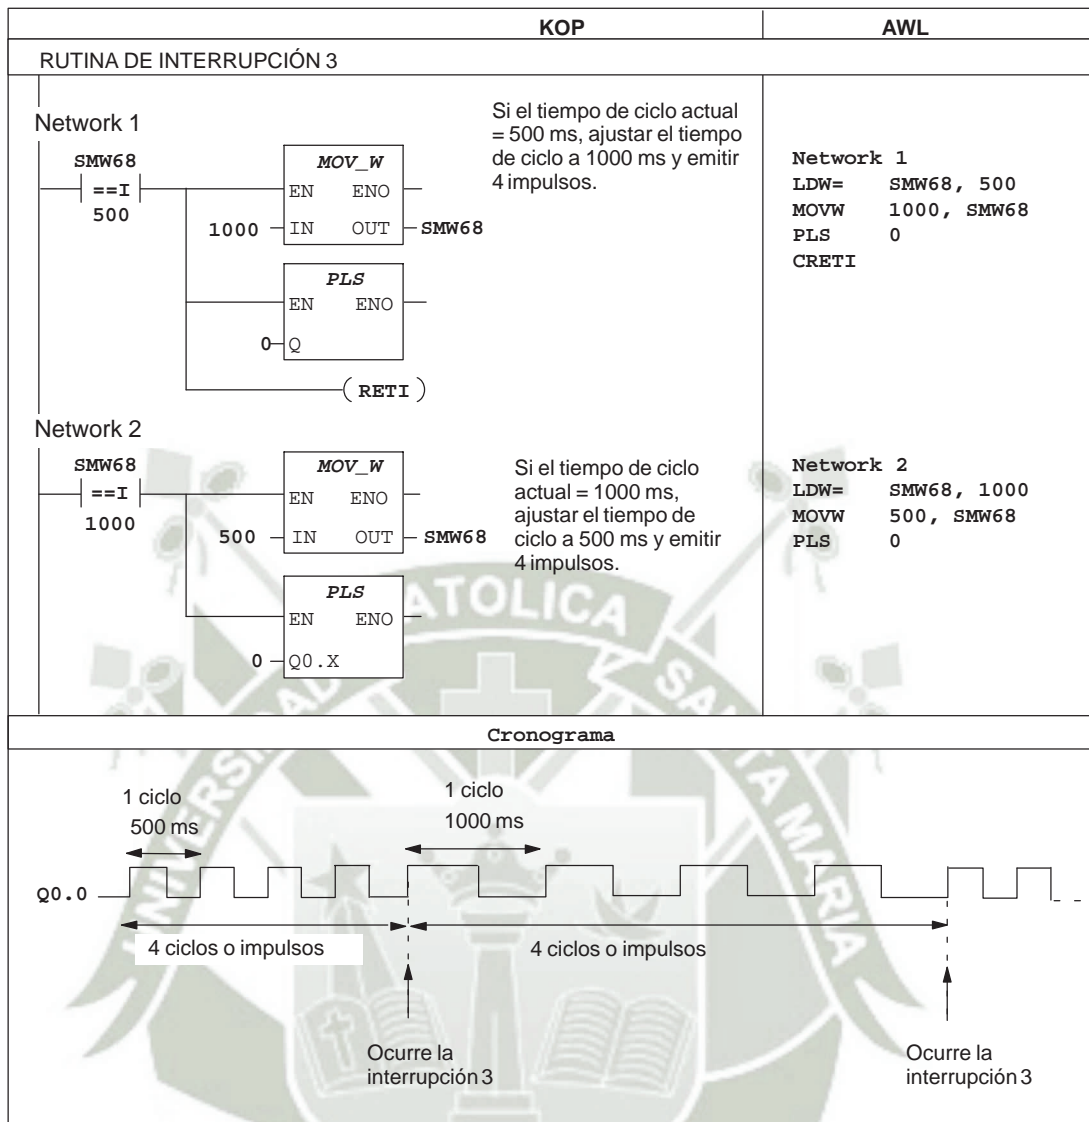 KOP
AWL
RUTINA DE INTERRUPCIÓN 3
Network 1
SMW68
==I
500
MOV_W
EN ENO
1000 IN OUT SMW68
PLS
EN ENO
0 Q
( RETI )
Si el tiempo de ciclo actual
= 500 ms, ajustar el tiempo
de ciclo a 1000 ms y emitir
4 impulsos.
Network 1
LDW= SMW68, 500
MOVW 1000, SMW68
PLS 0
CRETI
Network 2
SMW68
==I
1000
MOV_W
EN ENO
500 IN OUT SMW68
PLS
EN ENO
0 Q0.X
Si el tiempo de ciclo
actual = 1000 ms,
ajustar el tiempo de
ciclo a 500 ms y emitir
4 impulsos.
Network 2
LDW= SMW68, 1000
MOVW 500, SMW68
PLS 0
Cronograma
1 ciclo
500 ms
1 ciclo
1000 ms
Q0.0
4 ciclos o impulsos
4 ciclos o impulsos
Ocurre la
interrupción 3
Ocurre la
interrupción 3
UNIVERSIDAD CATOLICA SANTA MARIA